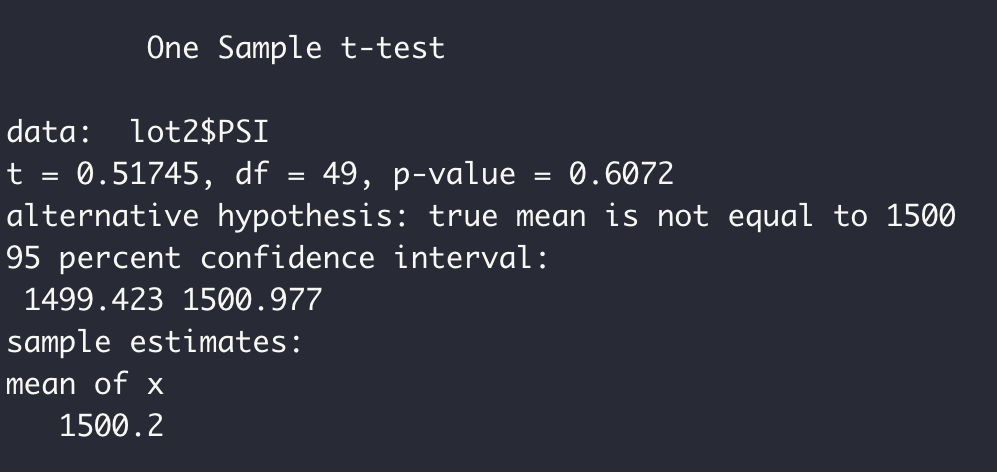 One Sample t-test
data:  lot2$PSI
t = 0.51745, df = 49, p-value = 0.6072
alternative hypothesis: true mean is not equal to 1500
95 percent confidence interval:
 1499.423 1500.977
sample estimates:
mean of x
   1500.2